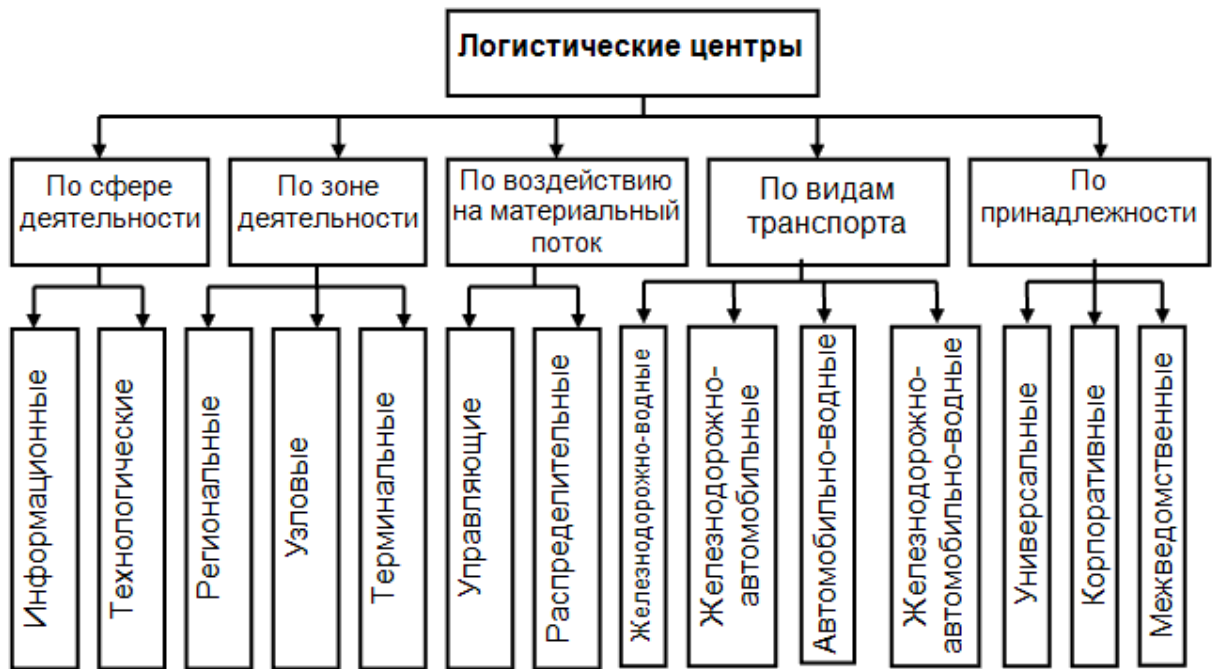 Логистические центры
По сфере
деятельности
По зоне
деятельности
По воздействию
на материальный
поток
По видам
транспорта
По
принадлежности
Информационные
Технологические
Региональные
Узловые
Терминальные
Управляющие
Распределительные
Железнодорожно-водные
Железнодорожно-
автомобильные
Автомобильно-водные
Железнодорожно-
автомобильно-водные
Универсальные
Корпоративные
Межведомственные